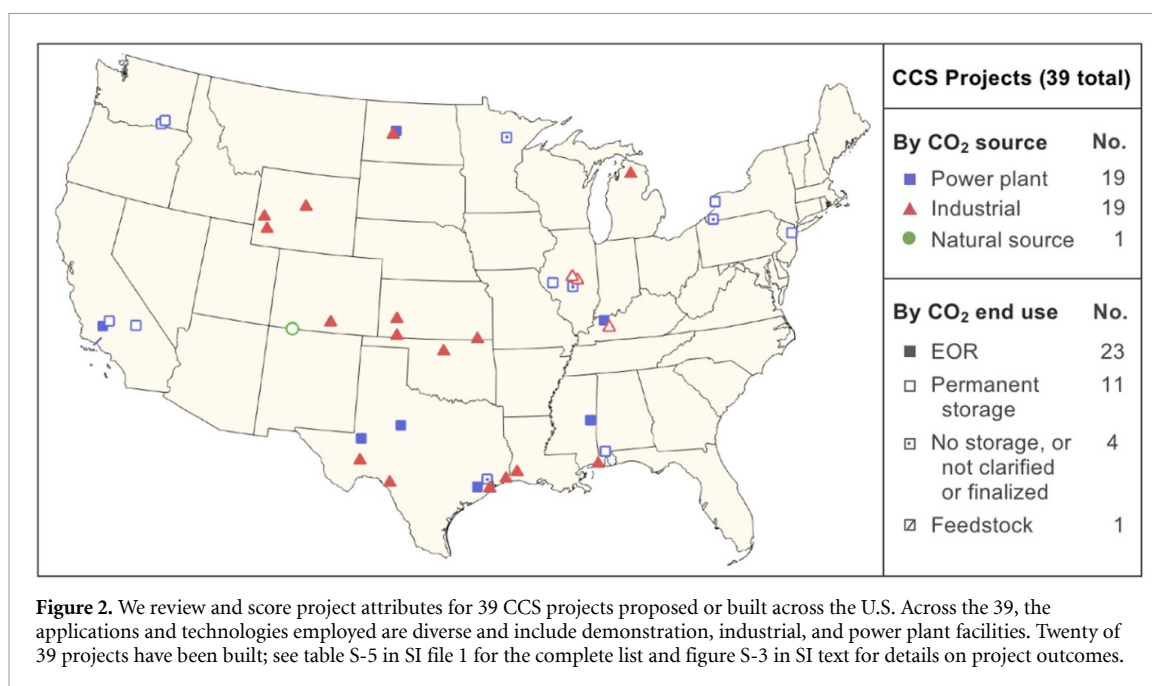 CCS Projects (39 total)
By CO₂ source No.
Power plant 19
Industrial 19
Natural source 1
By CO₂ end use No.
EOR 23
Permanent 11
storage
No storage, or 4
not clarified
or finalized
Feedstock 1
Figure 2. We review and score project attributes for 39 CCS projects proposed or built across the U.S. Across the 39, the
applications and technologies employed are diverse and include demonstration, industrial, and power plant facilities. Twenty of
39 projects have been built; see table S-5 in SI file 1 for the complete list and figure S-3 in SI text for details on project outcomes.